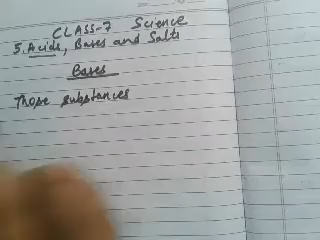 CLASS-7 Science
5. Acids, Bases and Salts
Bases
Those substances